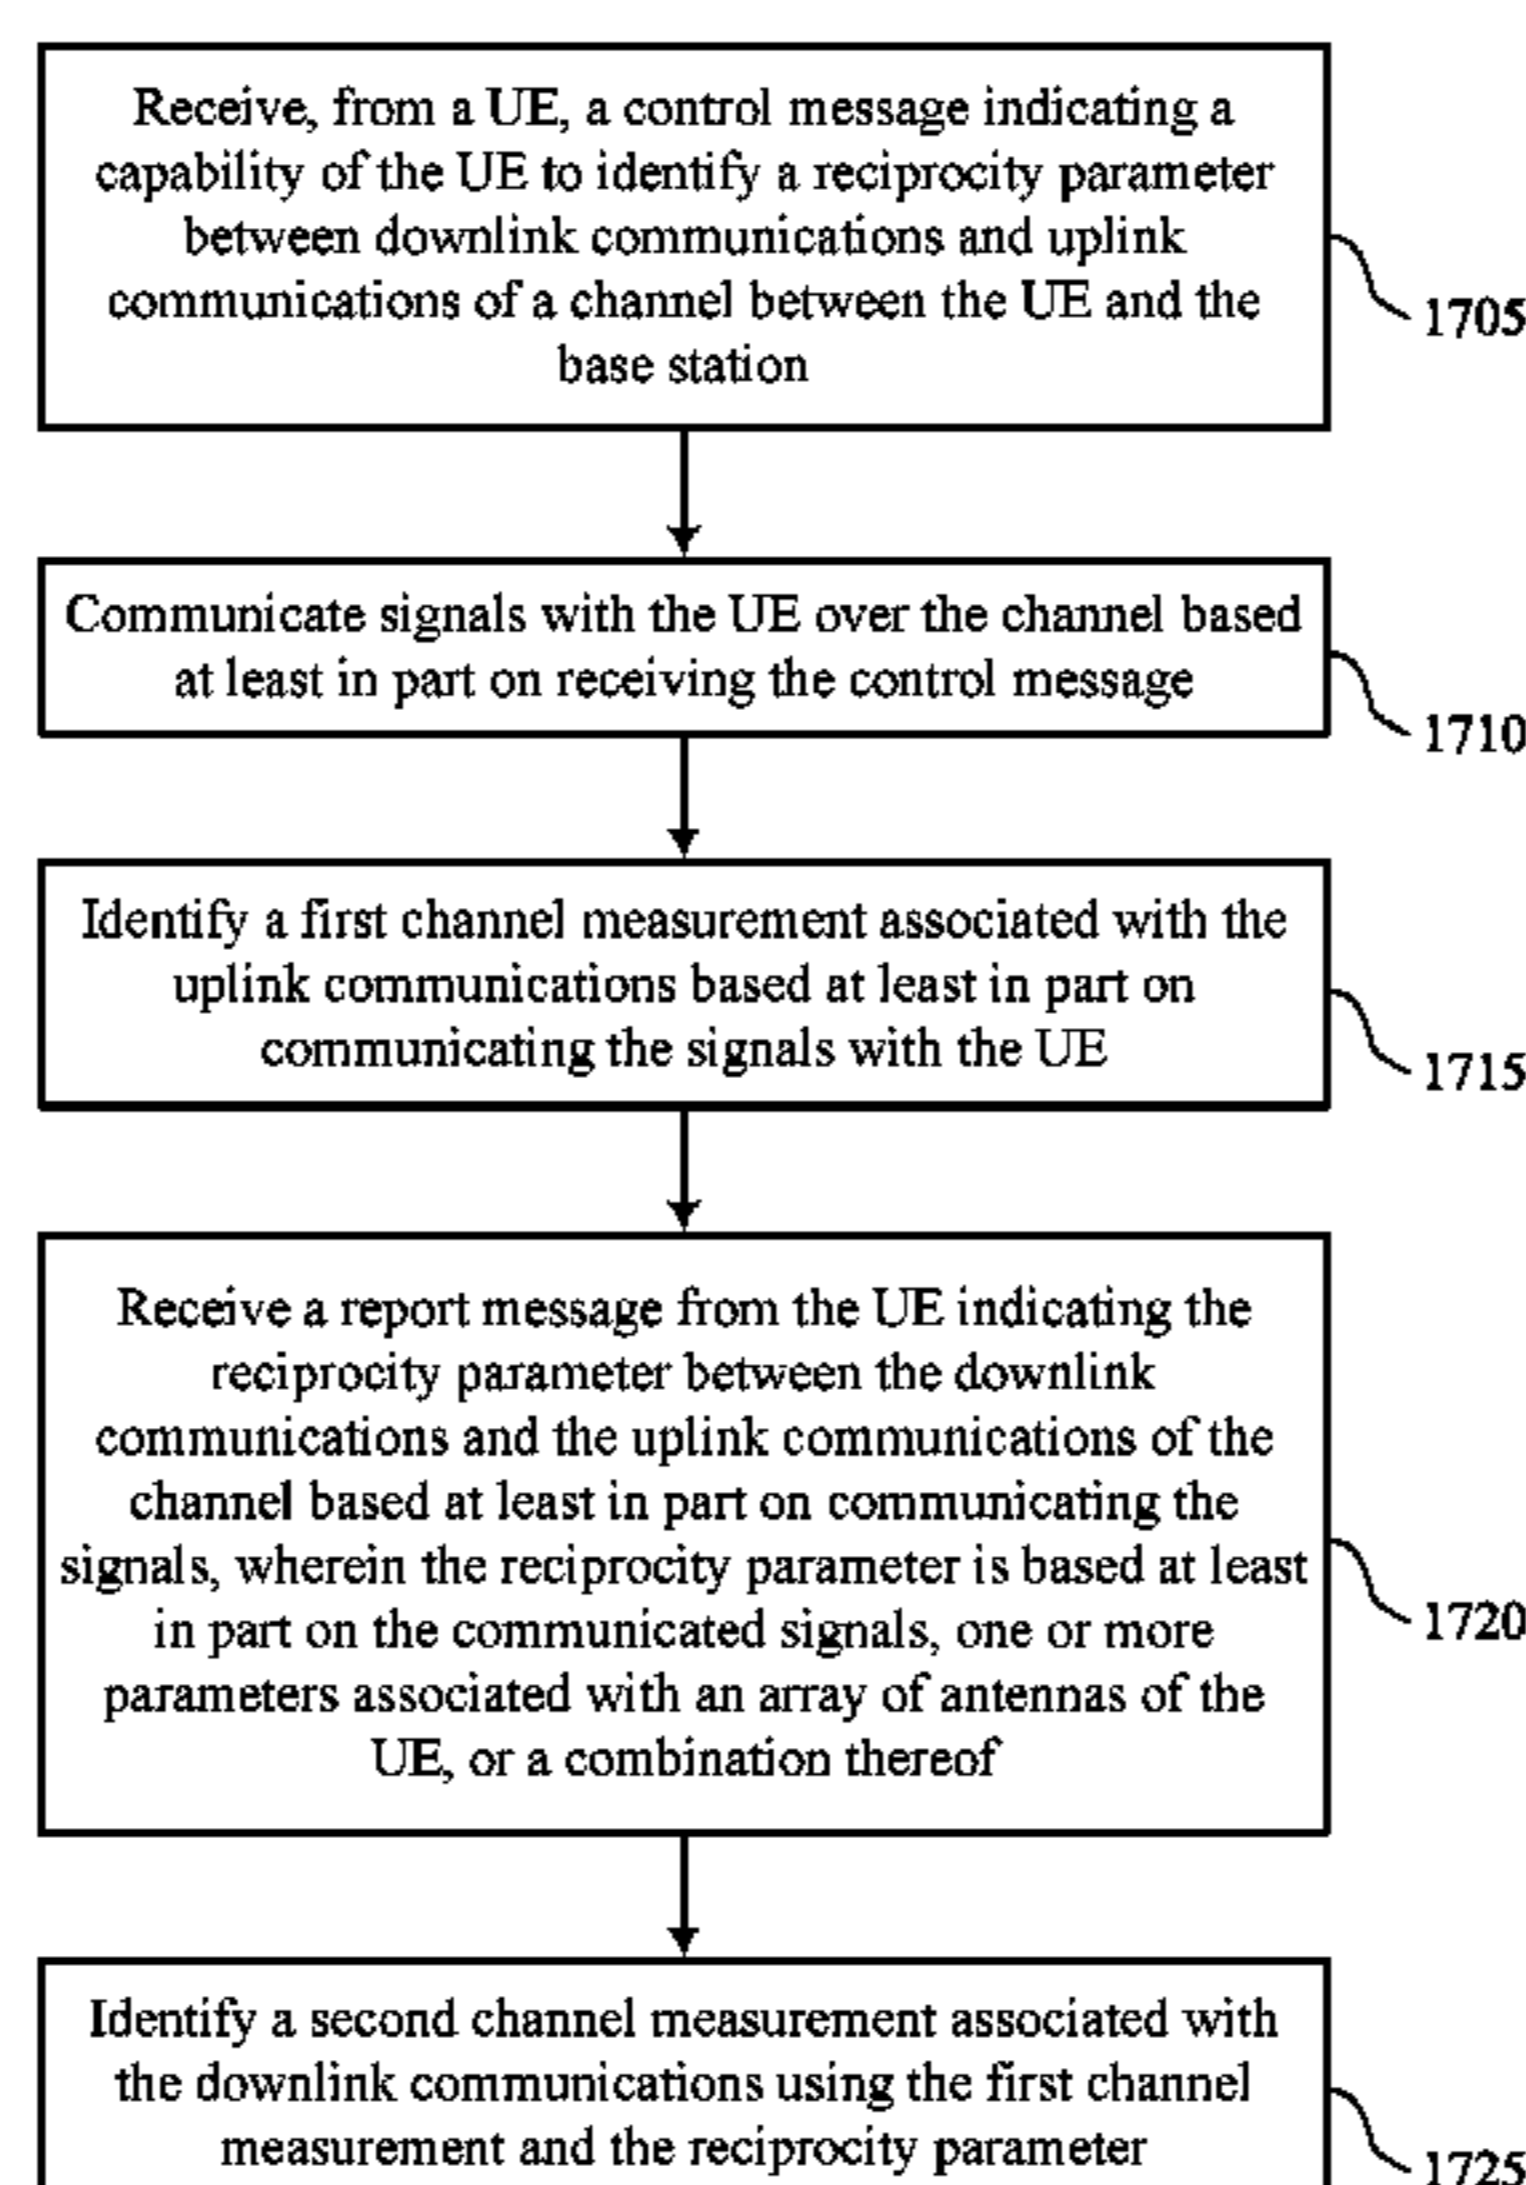 Receive, from a UE, a control message indicating a
capability of the UE to identify a reciprocity parameter
between downlink communications and uplink
communications of a channel between the UE and the
base station
1705
Communicate signals with the UE over the channel based
at least in part on receiving the control message
1710
Identify a first channel measurement associated with the
uplink communications based at least in part on
communicating the signals with the UE
1715
Receive a report message from the UE indicating the
reciprocity parameter between the downlink
communications and the uplink communications of the
channel based at least in part on communicating the
signals, wherein the reciprocity parameter is based at least
in part on the communicated signals, one or more
parameters associated with an array of antennas of the
UE, or a combination thereof
1720
Identify a second channel measurement associated with
the downlink communications using the first channel
measurement and the reciprocity parameter
1725